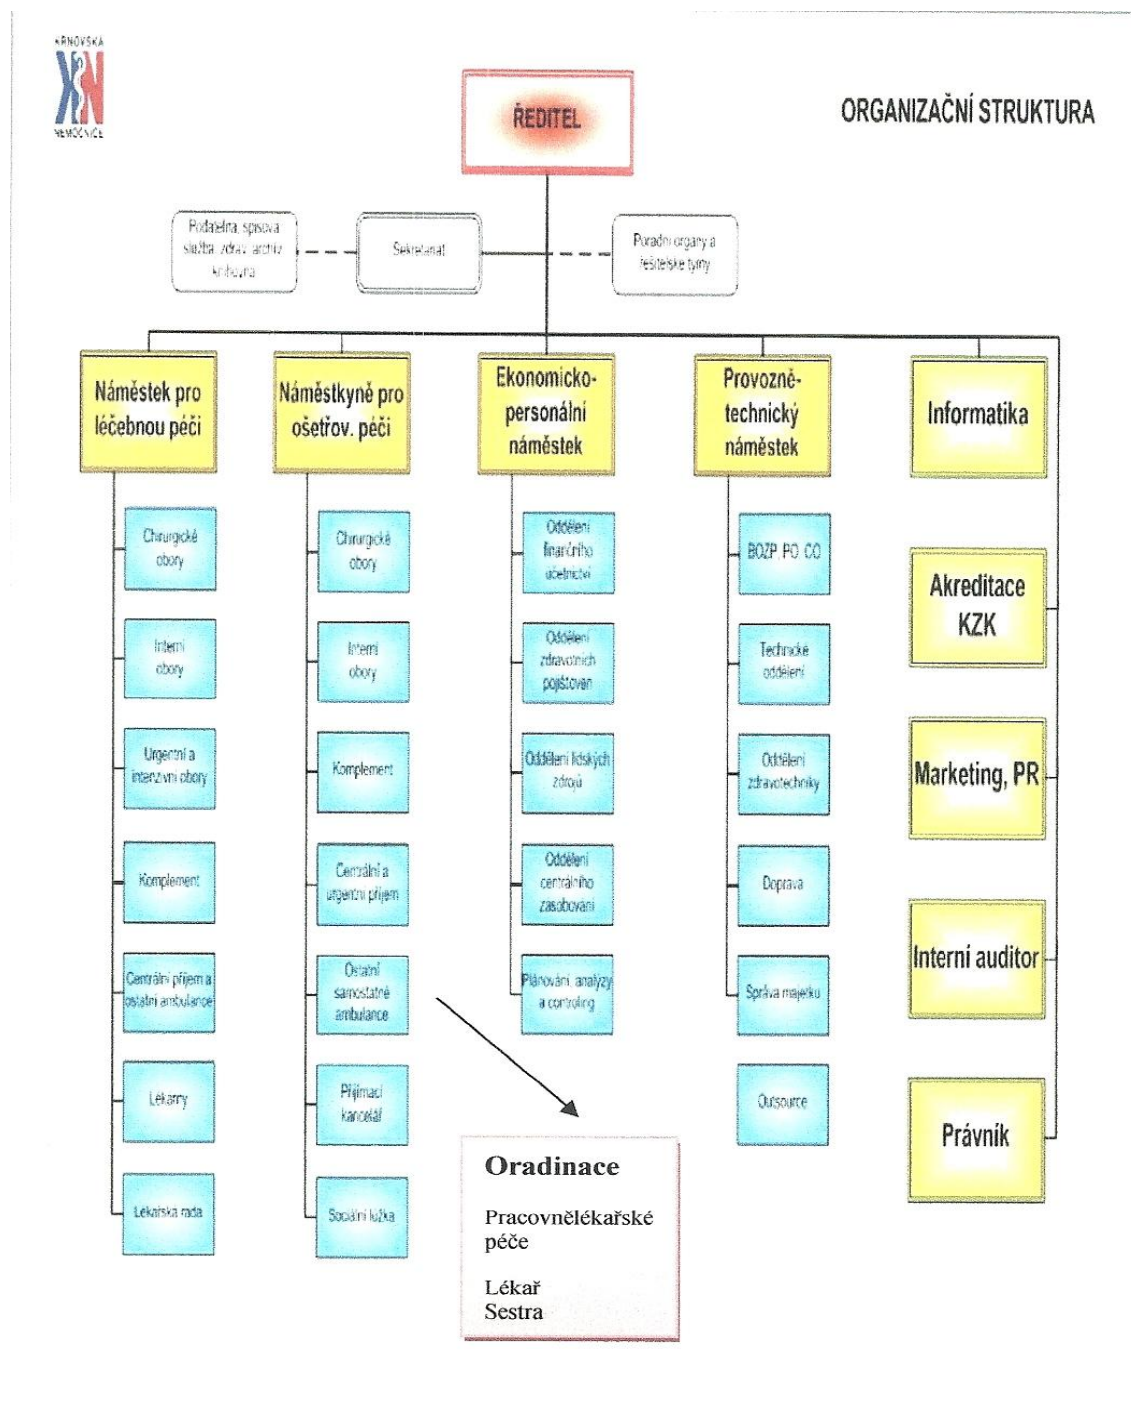 KRNOVSKÁ
NEMOCNICE
ORGANIZAČNÍ STRUKTURA
ŘEDITEL
Podatelna, spisová
služba, zdrav. archiv
knihovna
Sekretariát
Poradní orgány a
řešitelské týmy
Náměstek pro
léčebnou péči
Náměstkyně pro
ošetřov. péči
Ekonomicko-
personální
náměstek
Provozně-
technický
náměstek
Informatika
Chirurgické
obory
Interní
obory
Urgentní a
intenzivní obory
Komplement
Centrální příjem a
ostatní ambulance
Lékárny
Lékařská rada
Chirurgické
obory
Interní
obory
Komplement
Centrální a
urgentní příjem
Ostatní
samostatné
ambulance
Přijímací
kancelář
Sociální lůžka
Oddělení
finančního
účetnictví
Oddělení
zdravotních
pojišťoven
Oddělení lidských
zdrojů
Oddělení
centrálního
zásobování
Plánování, analýzy
a controling
BOZP, PO, CO
Technické
oddělení
Oddělení
zdravotechniky
Doprava
Správa majetku
Outsource
Akreditace
KZK
Marketing, PR
Interní auditor
Právník
Oradinace
Pracovnělékařské
péče
Lékař
Sestra